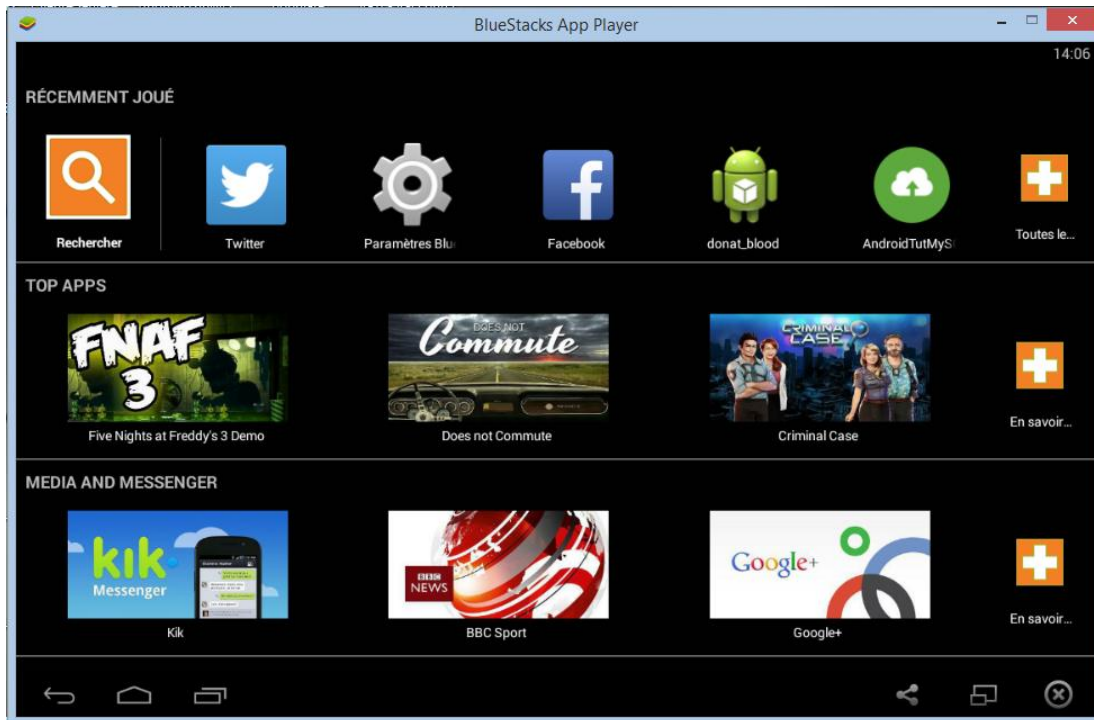 BlueStacks App Player
14:06
RÉCEMMENT JOUÉ
Rechercher
Twitter
Paramètres Blu
Facebook
donat_blood
AndroidTutMyS
Toutes le...
TOP APPS
FNAF
3
DOES NOT
Commute
CRIMINAL
CASE
Five Nights at Freddy's 3 Demo
Does not Commute
Criminal Case
En savoir...
MEDIA AND MESSENGER
kik
Messenger
BBC
NEWS
Google+
Kik
BBC Sport
Google+
En savoir...